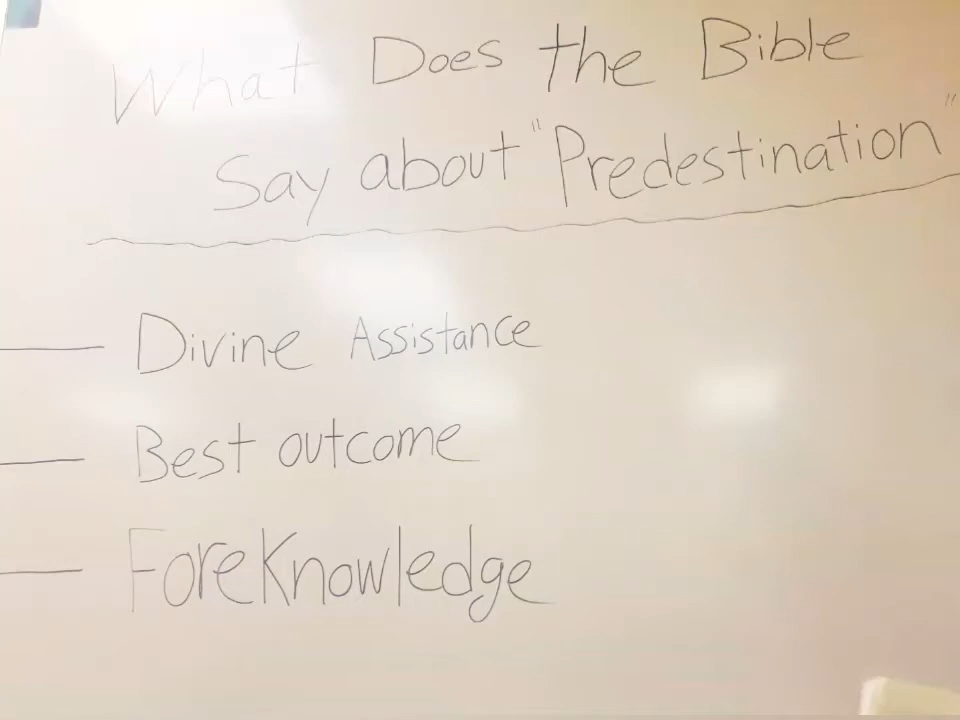 What Does the Bible
Say about "Predestination"
Divine Assistance
Best outcome
ForeKnowledge